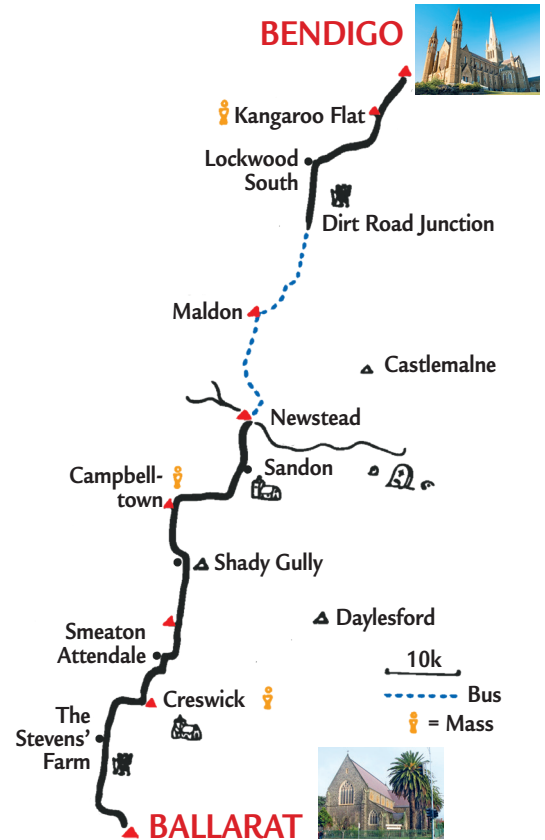 BENDIGO
Kangaroo Flat
Lockwood
South
Dirt Road Junction
Maldon
Castlemalne
Newstead
Sandon
Campbell-
town
Shady Gully
Daylesford
Smeaton
Attendale
10k
Creswick
Bus
= Mass
The
Stevens'
Farm
BALLARAT